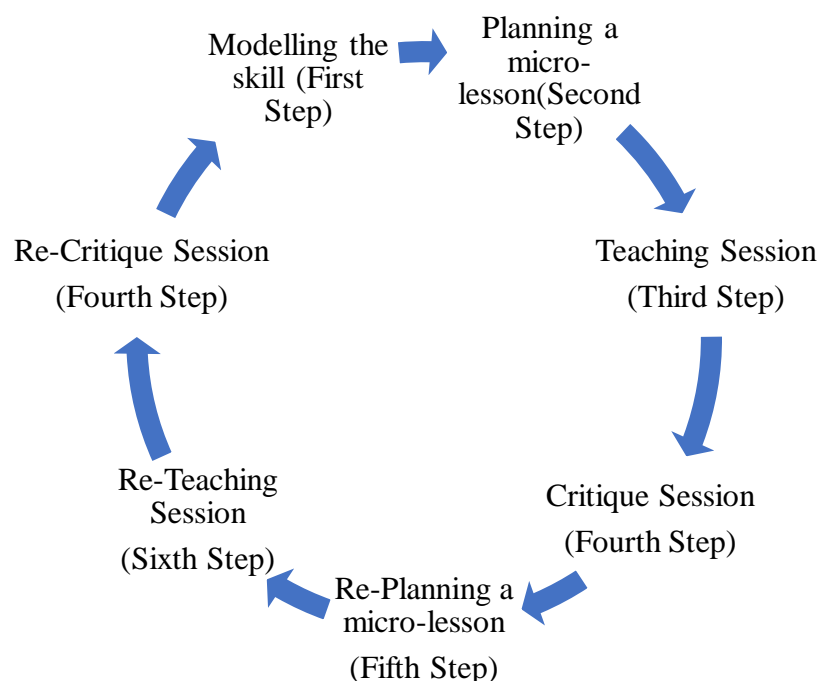 Modelling the
skill (First
Step)
Planning a
micro-
lesson(Second
Step)
Teaching Session
(Third Step)
Critique Session
(Fourth Step)
Re-Planning a
micro-lesson
(Fifth Step)
Re-Teaching
Session
(Sixth Step)
Re-Critique Session
(Fourth Step)